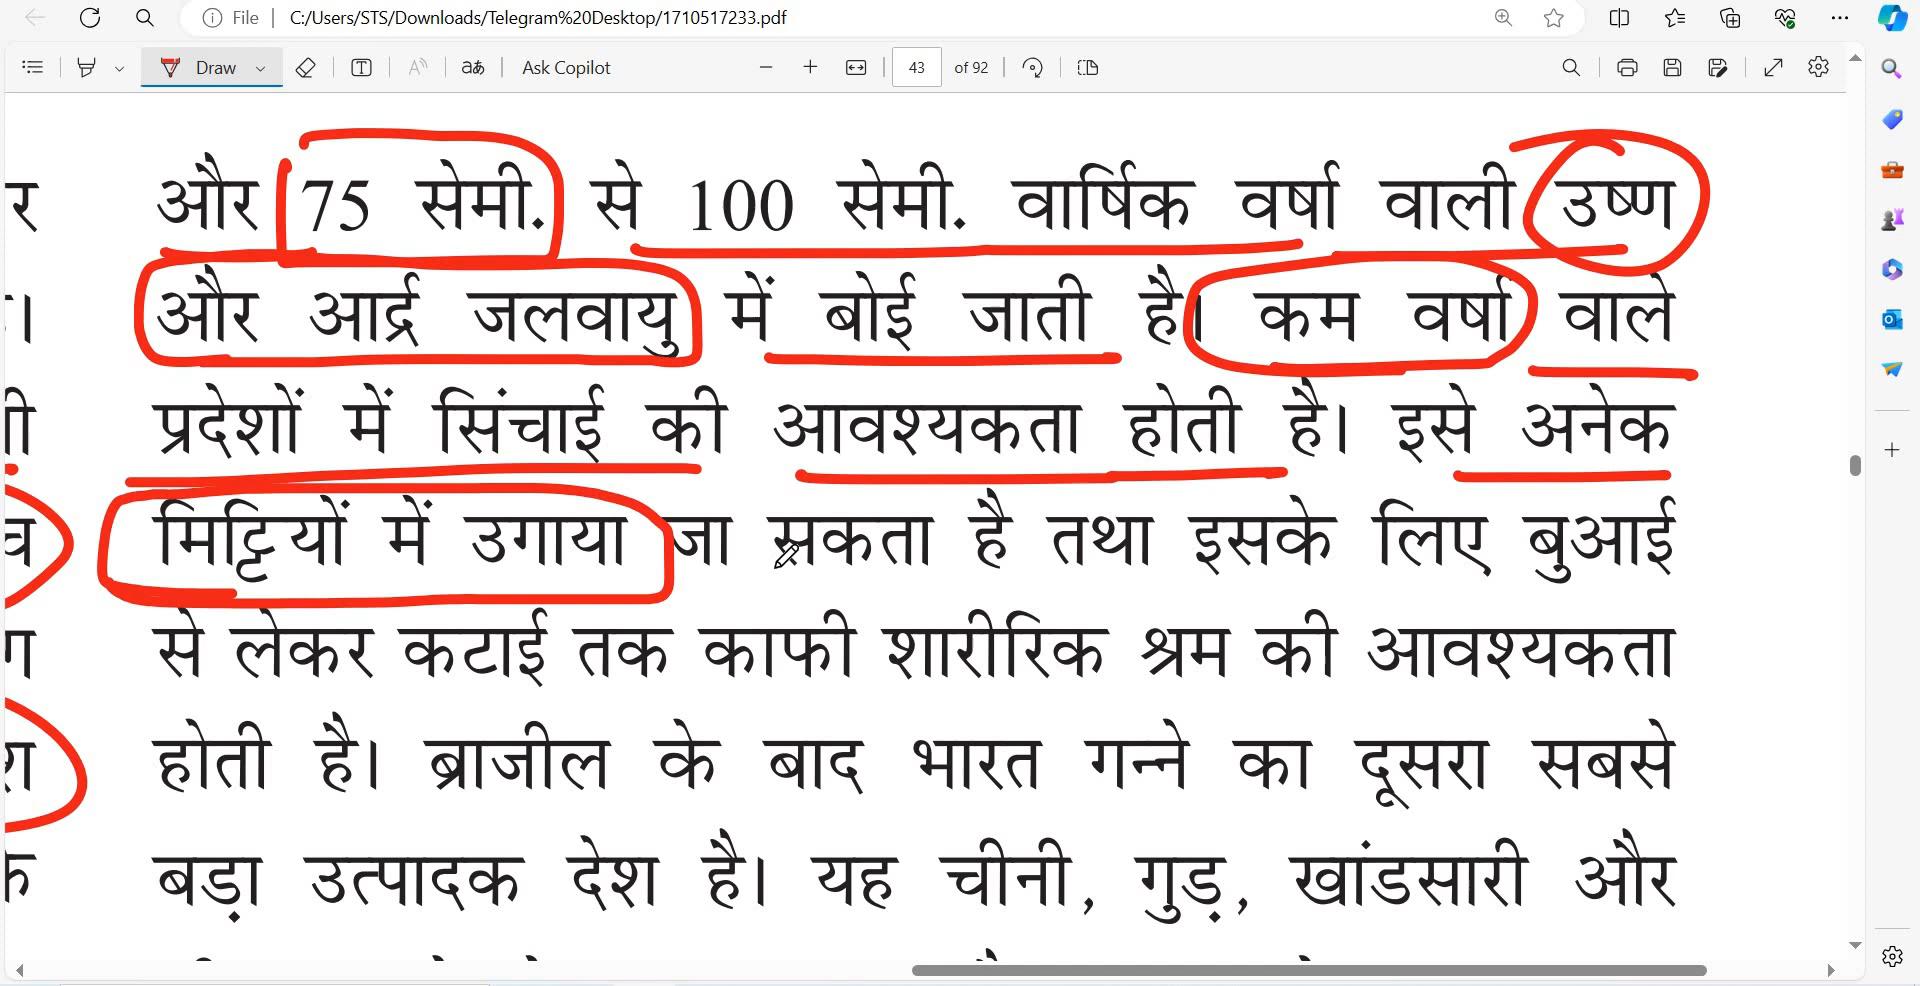 File
C:/Users/STS/Downloads/Telegram%20Desktop/1710517233.pdf
Draw
Ask Copilot
43 of 92
और 75 सेमी. से 100 सेमी. वार्षिक वर्षा वाली उष्ण
और आर्द्र जलवायु में बोई जाती है। कम वर्षा वाले
प्रदेशों में सिंचाई की आवश्यकता होती है। इसे अनेक
मिट्टियों में उगाया जा सकता है तथा इसके लिए बुआई
से लेकर कटाई तक काफी शारीरिक श्रम की आवश्यकता
होती है। ब्राजील के बाद भारत गन्ने का दूसरा सबसे
बड़ा उत्पादक देश है। यह चीनी, गुड़, खांडसारी और